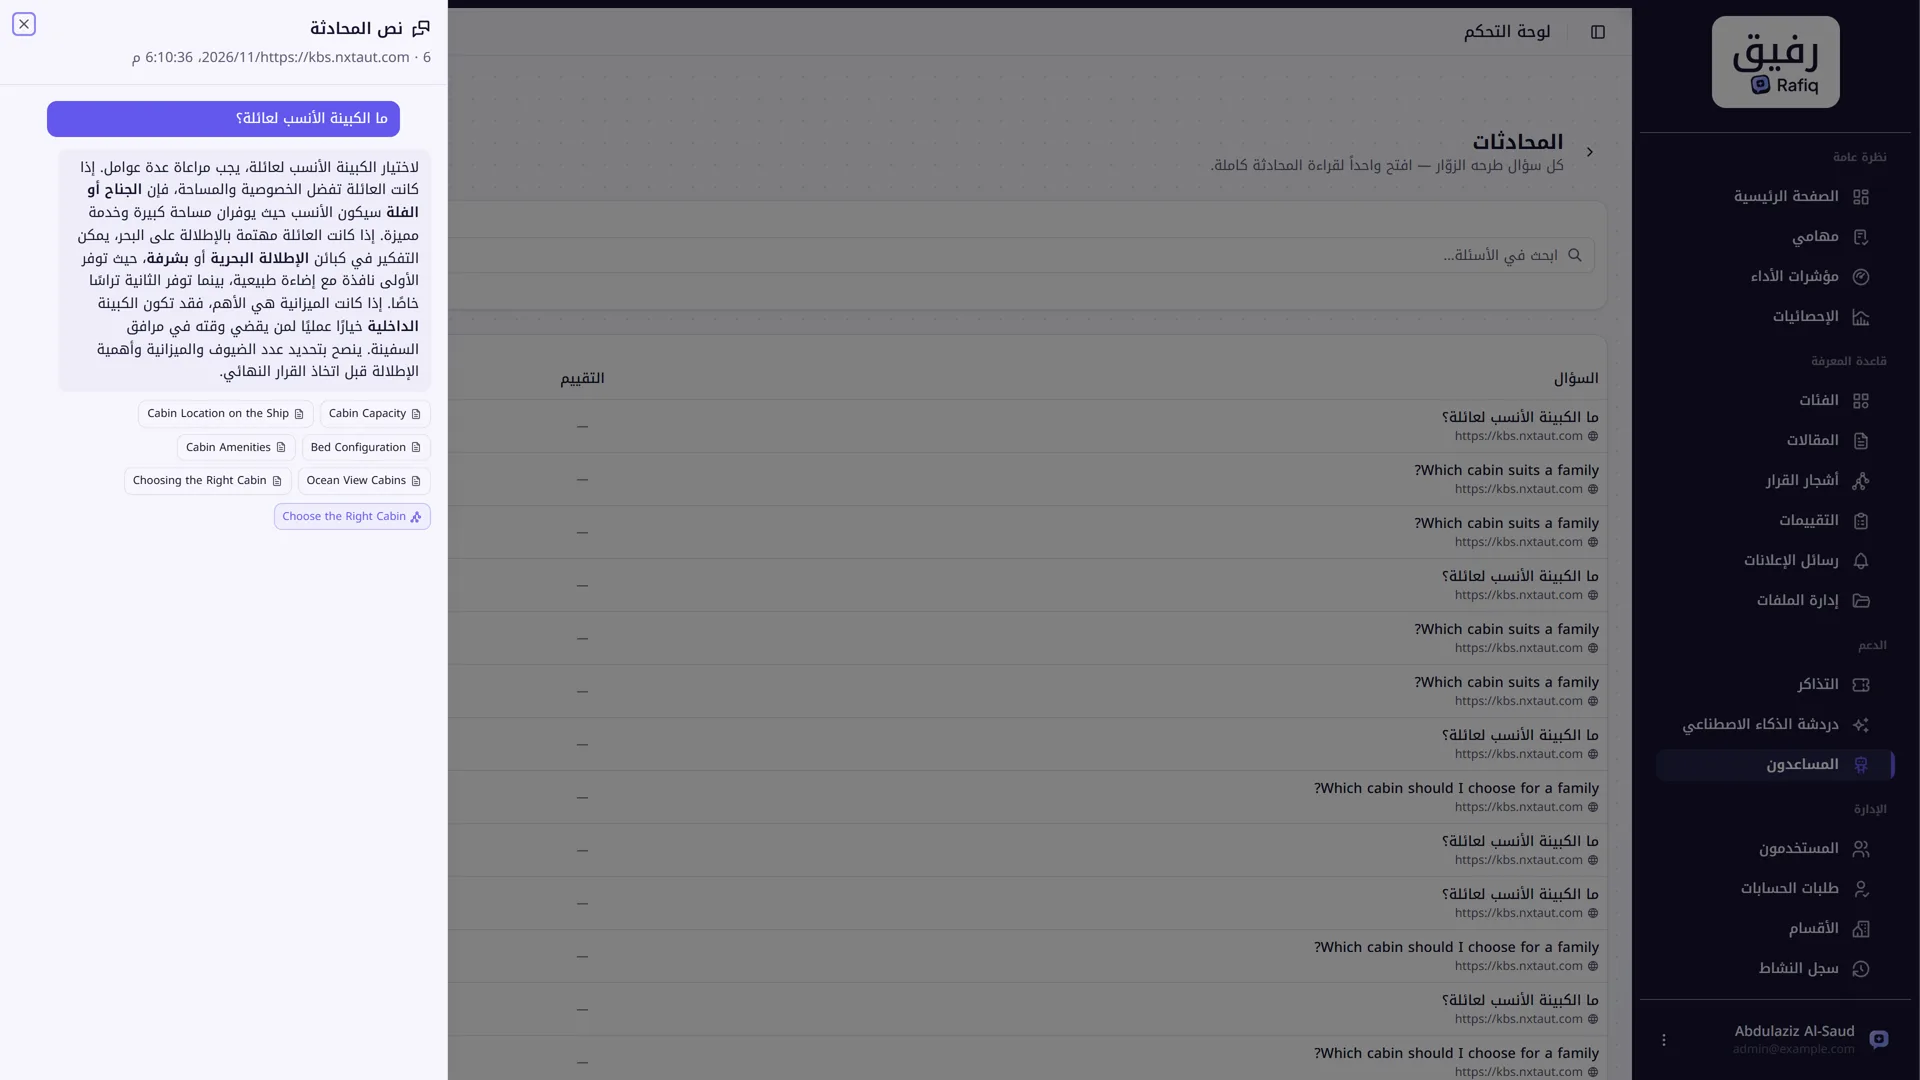 رفيق
Rafiq
نظرة عامة
الصفحة الرئيسية
مهامي
مؤشرات الأداء
الإحصائيات
قاعدة المعرفة
الفئات
المقالات
أشجار القرار
التقييمات
رسائل الإعلانات
إدارة الملفات
الدعم
التذاكر
دردشة الذكاء الاصطناعي
المساعدون
الإدارة
المستخدمون
طلبات الحسابات
الأقسام
سجل النشاط
Abdulaziz Al-Saud
admin@example.com
لوحة التحكم
المحادثات
كل سؤال طرحه الزوّار — افتح واحداً لقراءة المحادثة كاملة.
ابحث في الأسئلة...
السؤال
التقييم
ما الكبينة الأنسب لعائلة؟
—
https://kbs.nxtaut.com
?Which cabin suits a family
—
https://kbs.nxtaut.com
?Which cabin suits a family
—
https://kbs.nxtaut.com
ما الكبينة الأنسب لعائلة؟
—
https://kbs.nxtaut.com
?Which cabin suits a family
—
https://kbs.nxtaut.com
?Which cabin suits a family
—
https://kbs.nxtaut.com
ما الكبينة الأنسب لعائلة؟
—
https://kbs.nxtaut.com
?Which cabin should I choose for a family
—
https://kbs.nxtaut.com
ما الكبينة الأنسب لعائلة؟
—
https://kbs.nxtaut.com
ما الكبينة الأنسب لعائلة؟
—
https://kbs.nxtaut.com
?Which cabin should I choose for a family
—
https://kbs.nxtaut.com
ما الكبينة الأنسب لعائلة؟
—
https://kbs.nxtaut.com
?Which cabin should I choose for a family
—
https://kbs.nxtaut.com
نص المحادثة
6 · https://kbs.nxtaut.com/2026/11، 6:10:36 م
ما الكبينة الأنسب لعائلة؟
لاختيار الكبينة الأنسب لعائلة، يجب مراعاة عدة عوامل. إذا
كانت العائلة تفضل الخصوصية والمساحة، فإن الجناح أو
الفلة سيكون الأنسب حيث يوفران مساحة كبيرة وخدمة
مميزة. إذا كانت العائلة مهتمة بالإطلالة على البحر، يمكن
التفكير في كبائن الإطلالة البحرية أو بشرفة، حيث توفر
الأولى نافذة مع إضاءة طبيعية، بينما توفر الثانية تراسًا
خاصًا. إذا كانت الميزانية هي الأهم، فقد تكون الكبينة
الداخلية خيارًا عمليًا لمن يقضي وقته في مرافق
السفينة. ينصح بتحديد عدد الضيوف والميزانية وأهمية
الإطلالة قبل اتخاذ القرار النهائي.
Cabin Capacity
Cabin Location on the Ship
Bed Configuration
Cabin Amenities
Ocean View Cabins
Choosing the Right Cabin
Choose the Right Cabin